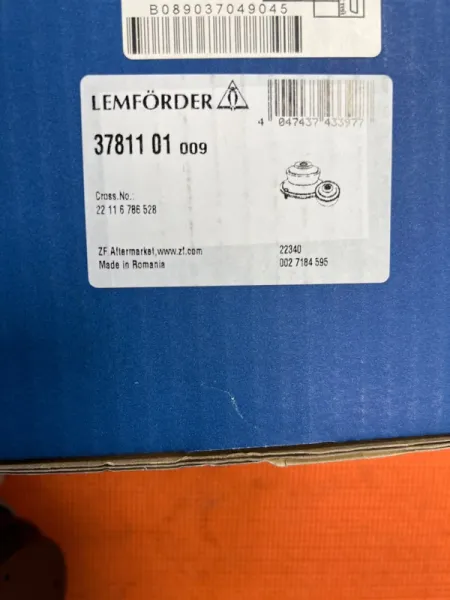 B089037049045
LEMFÖRDER
4 047437 433977
37811 01 009
Cross.No.:
22 11 6 786 528
ZF Aftermarket,www.zf.com
Made in Romania
22340
002 7184 595